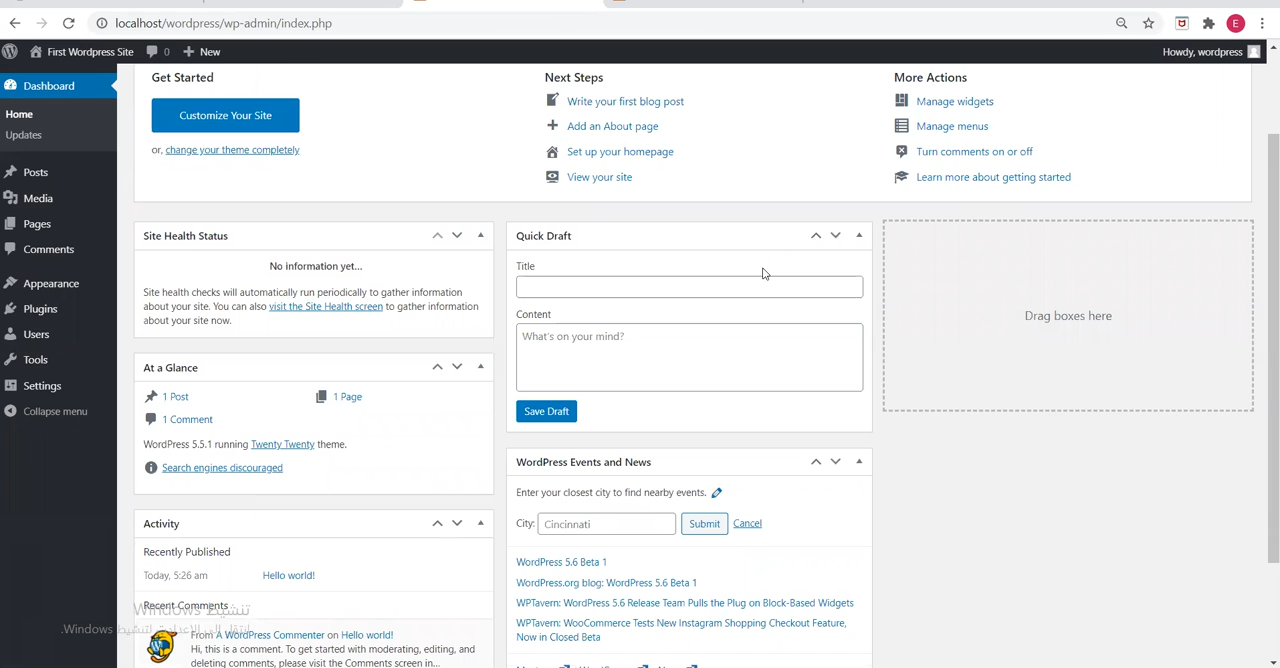 localhost/wordpress/wp-admin/index.php
E
First Wordpress Site
0
New
Howdy, wordpress
Dashboard
Home
Updates
Posts
Media
Pages
Comments
Appearance
Plugins
Users
Tools
Settings
Collapse menu
Get Started
Customize Your Site
or, change your theme completely
Next Steps
Write your first blog post
Add an About page
Set up your homepage
View your site
More Actions
Manage widgets
Manage menus
Turn comments on or off
Learn more about getting started
Site Health Status
No information yet...
Site health checks will automatically run periodically to gather information
about your site. You can also visit the Site Health screen to gather information
about your site now.
At a Glance
1 Post
1 Page
1 Comment
WordPress 5.5.1 running Twenty Twenty theme.
Search engines discouraged
Activity
Recently Published
Today, 5:26 am
Hello world!
Recent Comments
From A WordPress Commenter on Hello world!
Hi, this is a comment. To get started with moderating, editing, and
deleting comments, please visit the Comments screen in...
تنشيط Windows
انتقل إلى الإعدادات لتنشيط Windows.
Quick Draft
Title
Content
What's on your mind?
Save Draft
WordPress Events and News
Enter your closest city to find nearby events.
City:
Cincinnati
Submit
Cancel
WordPress 5.6 Beta 1
WordPress.org blog: WordPress 5.6 Beta 1
WPTavern: WordPress 5.6 Release Team Pulls the Plug on Block-Based Widgets
WPTavern: WooCommerce Tests New Instagram Shopping Checkout Feature,
Now in Closed Beta
Drag boxes here